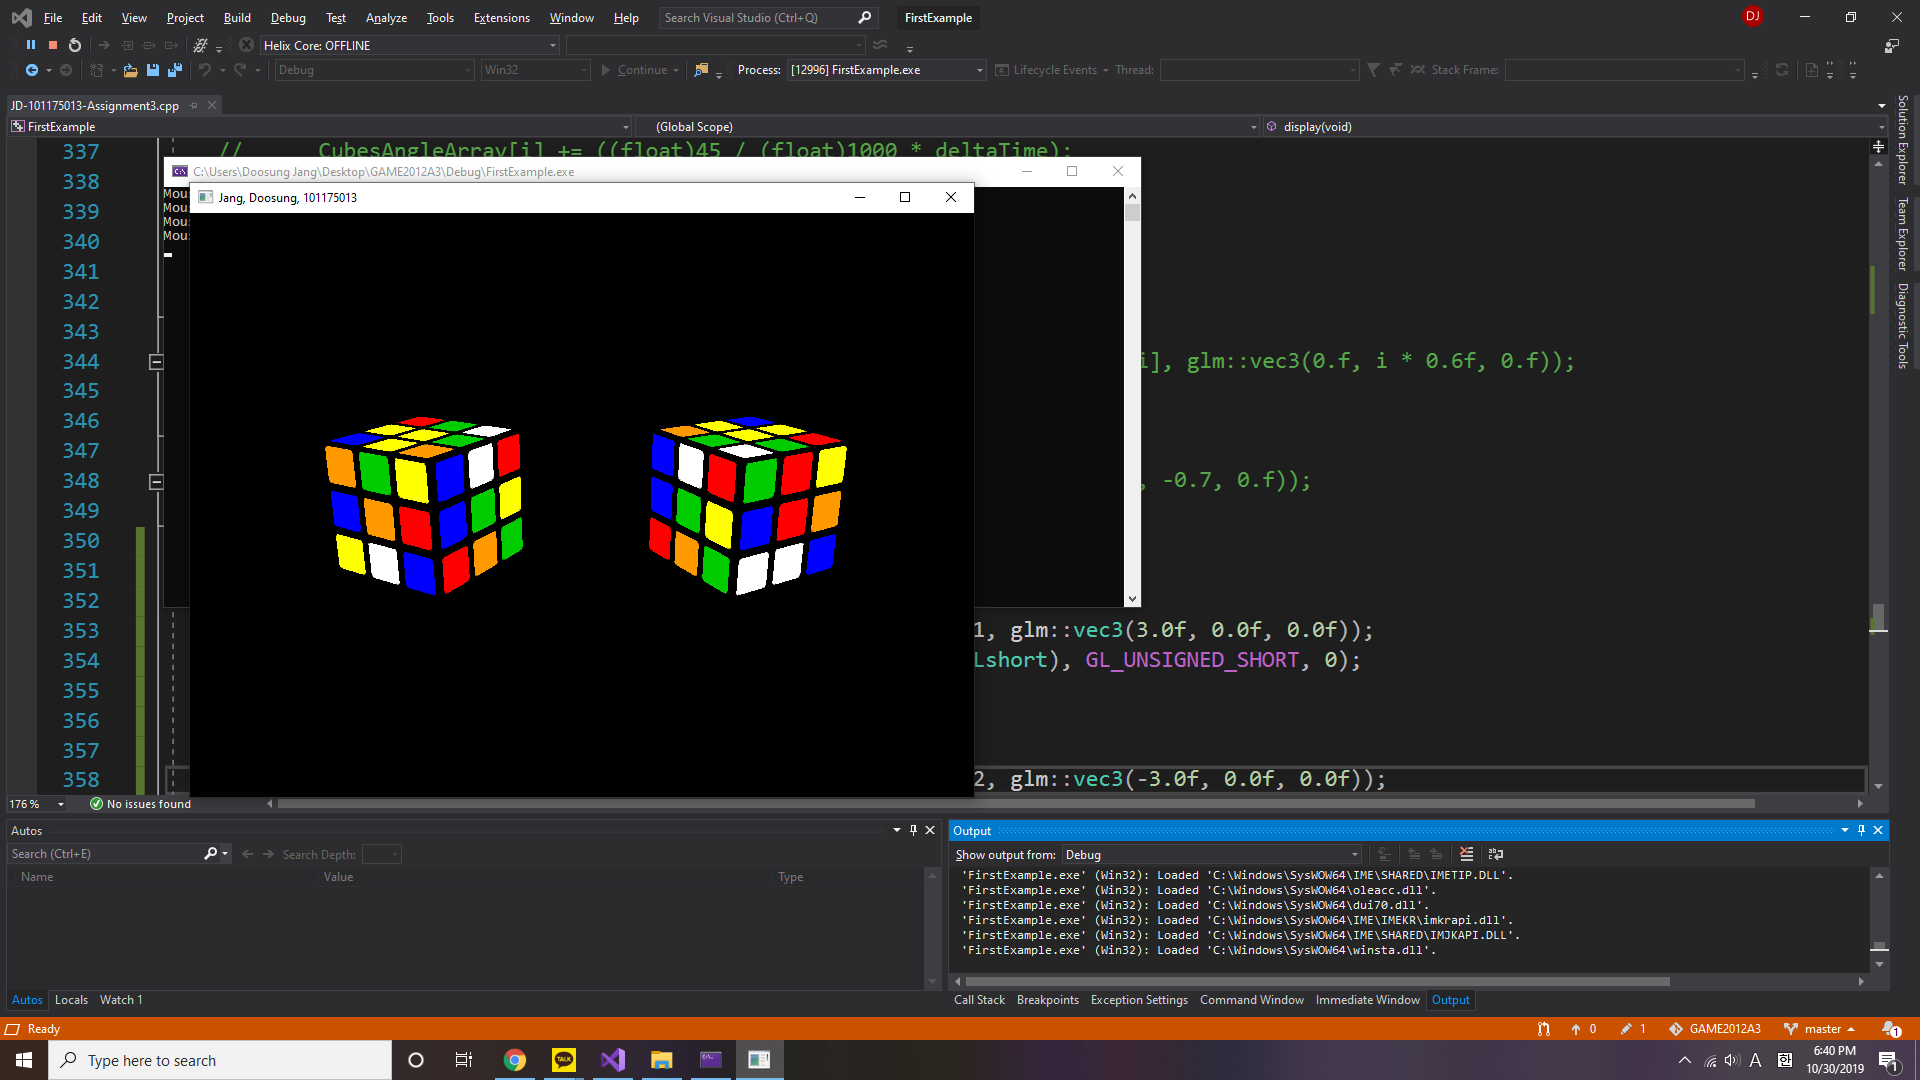 File Edit View Project Build Debug Test Analyze Tools Extensions Window Help Search Visual Studio (Ctrl+Q) FirstExample DJ
Helix Core: OFFLINE
Debug Win32 Continue Process: [12996] FirstExample.exe Lifecycle Events Thread: Stack Frame:
JD-101175013-Assignment3.cpp
FirstExample (Global Scope) display(void)
337 // CubesAngleArray[i] += ((float)45 / (float)1000 * deltaTime);
C:\Users\Doosung Jang\Desktop\GAME2012A3\Debug\FirstExample.exe
338
Mou
Jang, Doosung, 101175013
Mou
339
Mou
Mou
340
341
342
343
344 i], glm::vec3(0.f, i * 0.6f, 0.f));
345
346
347
348 , -0.7, 0.f));
349
350
351
352
353 1, glm::vec3(3.0f, 0.0f, 0.0f));
354 Lshort), GL_UNSIGNED_SHORT, 0);
355
356
357
358 2, glm::vec3(-3.0f, 0.0f, 0.0f));
176 % No issues found
Solution Explorer
Team Explorer
Diagnostic Tools
Autos
Search (Ctrl+E) Search Depth:
Name Value Type
Autos Locals Watch 1
Output
Show output from: Debug
'FirstExample.exe' (Win32): Loaded 'C:\Windows\SysWOW64\IME\SHARED\IMETIP.DLL'.
'FirstExample.exe' (Win32): Loaded 'C:\Windows\SysWOW64\oleacc.dll'.
'FirstExample.exe' (Win32): Loaded 'C:\Windows\SysWOW64\dui70.dll'.
'FirstExample.exe' (Win32): Loaded 'C:\Windows\SysWOW64\IME\IMEKR\imkrapi.dll'.
'FirstExample.exe' (Win32): Loaded 'C:\Windows\SysWOW64\IME\SHARED\IMJKAPI.DLL'.
'FirstExample.exe' (Win32): Loaded 'C:\Windows\SysWOW64\winsta.dll'.
Call Stack Breakpoints Exception Settings Command Window Immediate Window Output
Ready 0 1 GAME2012A3 master 1
Type here to search TALK A 한 6:40 PM
10/30/2019 1